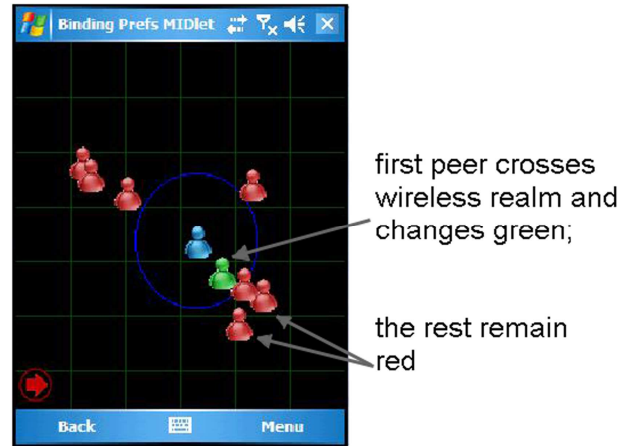 Binding Prefs MIDlet
first peer crosses
wireless realm and
changes green;
the rest remain
red
Back
Menu